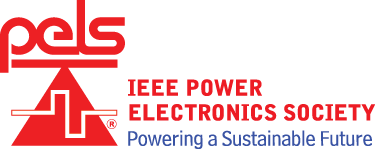 pels
®
IEEE POWER
ELECTRONICS SOCIETY
Powering a Sustainable Future